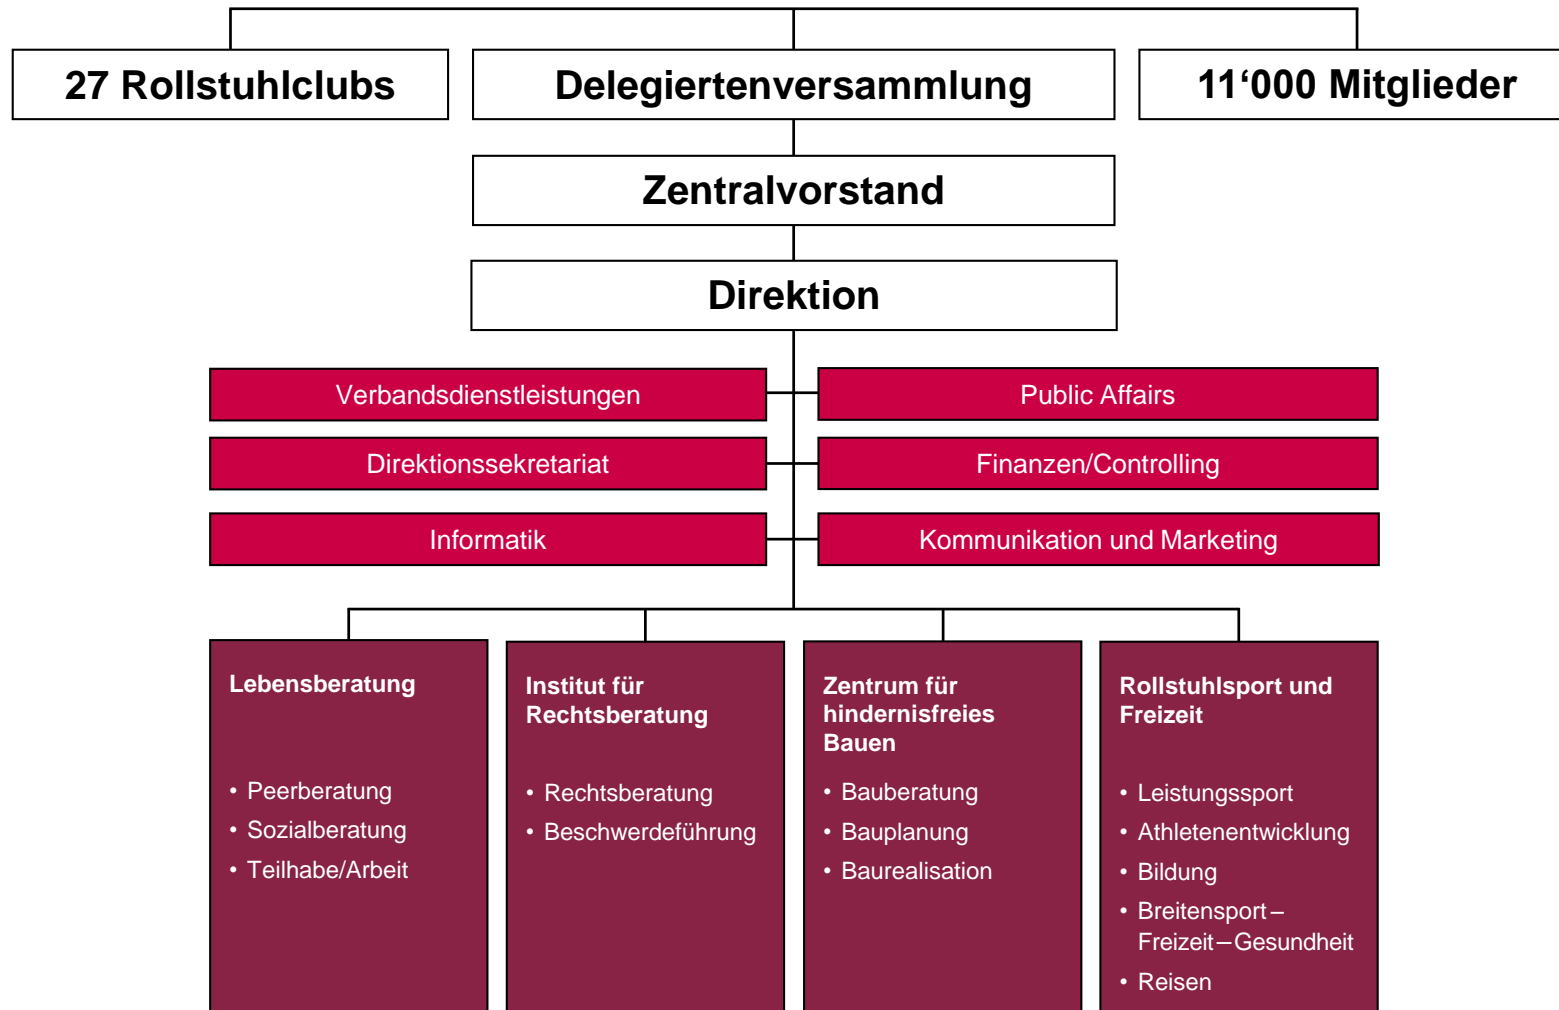 27 Rollstuhlclubs
Delegiertenversammlung
11‘000 Mitglieder
Zentralvorstand
Direktion
Verbandsdienstleistungen
Public Affairs
Direktionssekretariat
Finanzen/Controlling
Informatik
Kommunikation und Marketing
Lebensberatung
• Peerberatung
• Sozialberatung
• Teilhabe/Arbeit
Institut für
Rechtsberatung
• Rechtsberatung
• Beschwerdeführung
Zentrum für
hindernisfreies
Bauen
• Bauberatung
• Bauplanung
• Baurealisation
Rollstuhlsport und
Freizeit
• Leistungssport
• Athletenentwicklung
• Bildung
• Breitensport–
Freizeit–Gesundheit
• Reisen